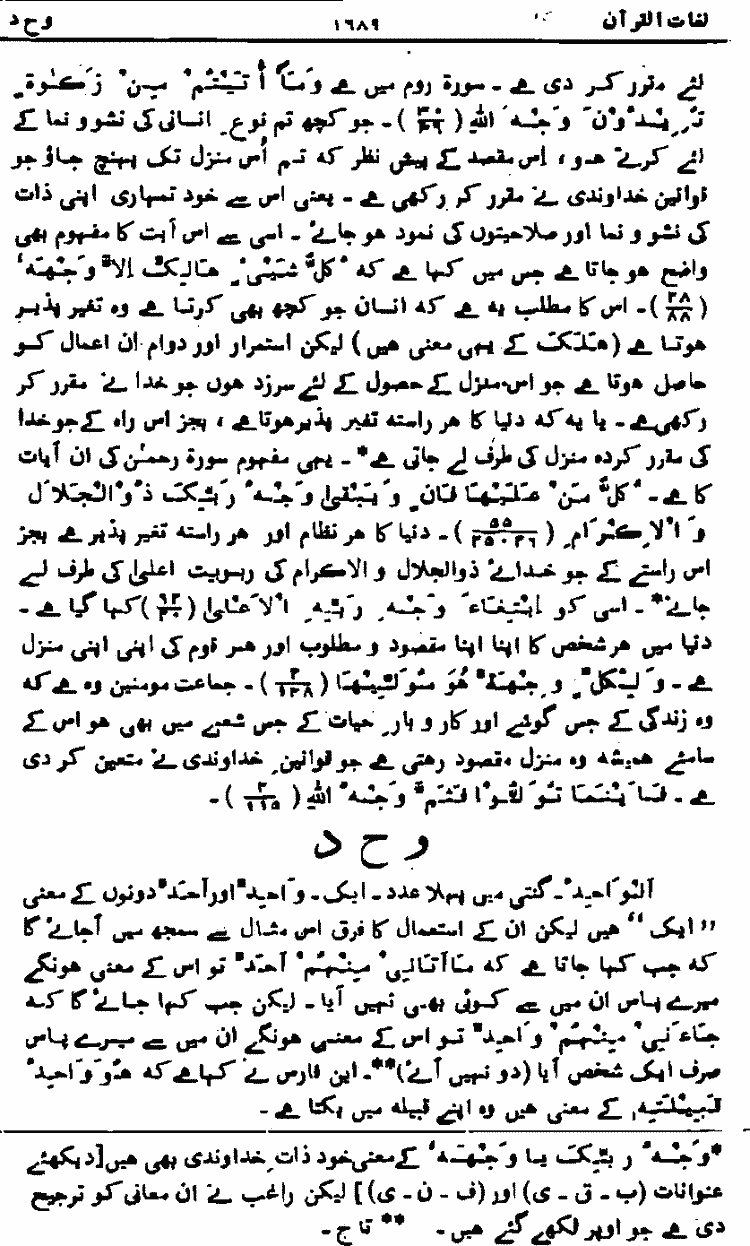 لغات القرآن ۱۶۸۹ و ح د
لئے مقرر کر دی ہے ۔ سورۃ روم میں ہے وَمَآ اٰتَیْتُمْ مِیْنْ زَکٰوۃٍ
تُرِیْدُوْنَ وَجْہَ اللہِ ( ۳۰/۳۹ ) ۔ جو کچھ تم نوعِ انسانی کی نشو و نما کے
لئے کرتے ہو ، اِس مقصد کے پیش نظر کہ تم اُس منزل تک پہنچ جاؤ جو
قوانین خداوندی نے مقرر کر رکھی ہے ۔ یعنی اس سے خود تمہاری اپنی ذات
کی نشو و نما اور صلاحیتوں کی نمود ہو جائے ۔ اسی سے اس آیت کا مفہوم بھی
واضح ہو جاتا ہے جس میں کہا ہے کہ کُلُّ شَیْئٍ ہَالِکٌ اِلَّا وَجْہَہٗ
( ۲۸/۸۸ ) ۔ اس کا مطلب یہ ہے کہ انسان جو کچھ بھی کرتا ہے وہ تغیر پذیر
ہوتا ہے (ہَلَکَ کے یہی معنی ہیں) لیکن استمرار اور دوام ان اعمال کو
حاصل ہوتا ہے جو اس منزل کے حصول کے لئے سرزد ہوں جو خدا نے مقرر کر
رکھی ہے ۔ یا یہ کہ دنیا کا ہر راستہ تغیر پذیر ہوتا ہے ، بجز اس راہ کے جو خدا
کی مقرر کردہ منزل کی طرف لے جاتی ہے* ۔ یہی مفہوم سورۃ رحمٰن کی ان آیات
کا ہے ۔ کُلُّ مَنْ عَلَیْہَا فَانٍ وَ یَبْقٰی وَجْہُ رَبِّکَ ذُوالْجَلَالِ
وَ الْاِکْرَامِ ( ۵۵/۲۶-۲۵ ) ۔ دنیا کا ہر نظام اور ہر راستہ تغیر پذیر ہے بجز
اس راستے کے جو خدائے ذوالجلال و الاکرام کی ربوبیت اعلیٰ کی طرف لے
جائے* ۔ اسی کو اِبْتِغَاءَ وَجْہِ رَبِّہِ الْاَعْلٰی ( ۹۲/۲۰ ) کہا گیا ہے ۔
دنیا میں ہر شخص کا اپنا اپنا مقصود و مطلوب اور ہر قوم کی اپنی اپنی منزل
ہے ۔ وَ لِکُلٍّ وِّجْہَۃٌ ہُوَ مُوَلِّیْہَا ( ۲/۱۴۸ ) ۔ جماعت مومنین وہ ہے کہ
وہ زندگی کے جس گوشے اور کار و بارِ حیات کے جس شعبے میں بھی ہو اس کے
سامنے ہمیشہ وہ منزل مقصود رہتی ہے جو قوانینِ خداوندی نے متعین کر دی
ہے ۔ فَاَیْنَمَا تُوَلُّوْا فَثَمَّ وَجْہُ اللہِ ( ۲/۱۱۵ ) ۔
و ح د
اَلْوَاحِدُ ۔ گنتی میں پہلا عدد ۔ ایک ۔ وَاحِدٌ اور اَحَدٌ دونوں کے معنی
”ایک“ ہیں لیکن ان کے استعمال کا فرق اس مثال سے سمجھ میں آجائے گا
کہ جب کہا جاتا ہے کہ مَااَتَانِیْ مِنْہُمْ اَحَدٌ تو اس کے معنی ہونگے
میرے پاس ان میں سے کوئی بھی نہیں آیا ۔ لیکن جب کہا جائے گا کہ
جَاءَنِیْ مِنْہُمْ وَاحِدٌ تو اس کے معنی ہونگے ان میں سے میرے پاس
صرف ایک شخص آیا (دو نہیں آئے)** ۔ ابن فارس نے کہا ہے کہ ہُوَ وَاحِدُ
قَبِیْلَتِہٖ کے معنی ہیں وہ اپنے قبیلہ میں یکتا ہے ۔
*وَجْہُ رَبِّکَ یا وَجْہَہٗ کے معنی خود ذاتِ خداوندی بھی ہیں [دیکھئے
عنوانات (ب ۔ ق ۔ ی) اور (ف ۔ ن ۔ ی)] لیکن راغب نے ان معانی کو ترجیح
دی ہے جو اوپر لکھے گئے ہیں ۔ **تاج ۔